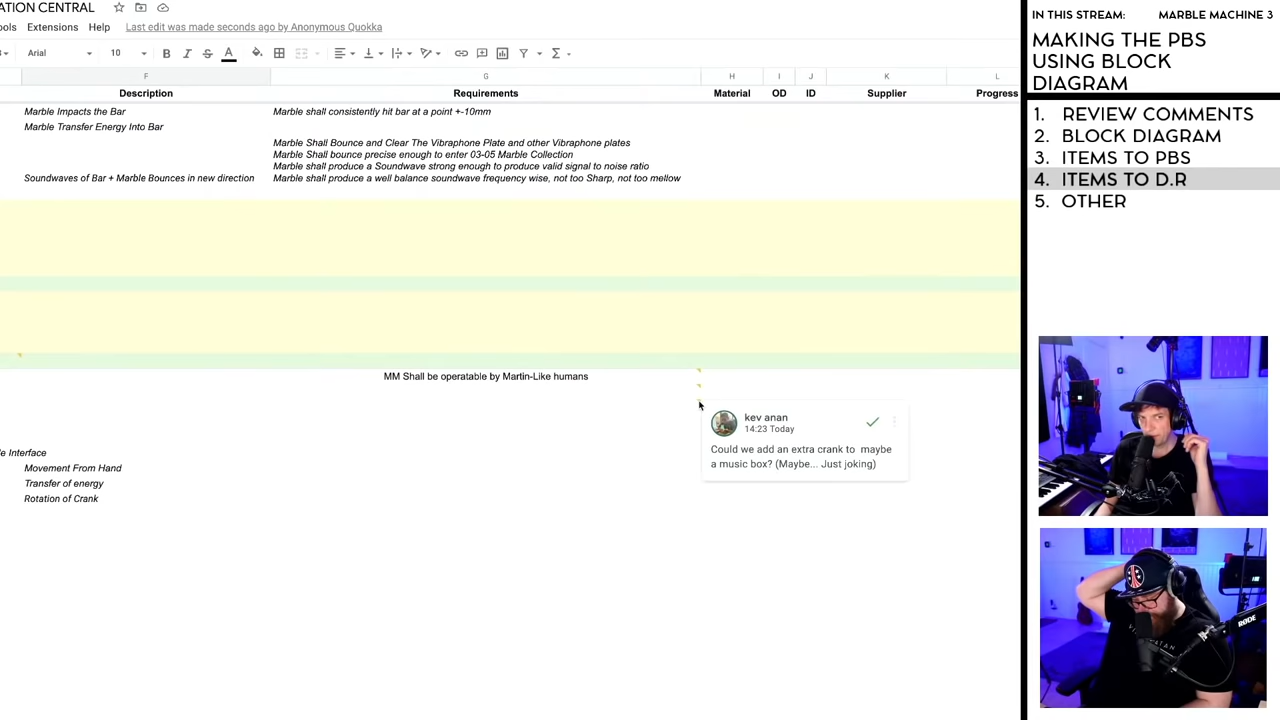 ATION CENTRAL
ools Extensions Help Last edit was made seconds ago by Anonymous Quokka
Arial 10 B I S A
F G H I J K L
Description Requirements Material OD ID Supplier Progress
Marble Impacts the Bar Marble shall consistently hit bar at a point +-10mm
Marble Transfer Energy Into Bar
Marble Shall Bounce and Clear The Vibraphone Plate and other Vibraphone plates
Marble Shall bounce precise enough to enter 03-05 Marble Collection
Marble shall produce a Soundwave strong enough to produce valid signal to noise ratio
Soundwaves of Bar + Marble Bounces in new direction Marble shall produce a well balance soundwave frequency wise, not too Sharp, not too mellow
MM Shall be operatable by Martin-Like humans
kev anan
14:23 Today
Could we add an extra crank to maybe
a music box? (Maybe... Just joking)
e Interface
Movement From Hand
Transfer of energy
Rotation of Crank
IN THIS STREAM: MARBLE MACHINE 3
MAKING THE PBS
USING BLOCK
DIAGRAM
1. REVIEW COMMENTS
2. BLOCK DIAGRAM
3. ITEMS TO PBS
4. ITEMS TO D.R
5. OTHER
RØDE